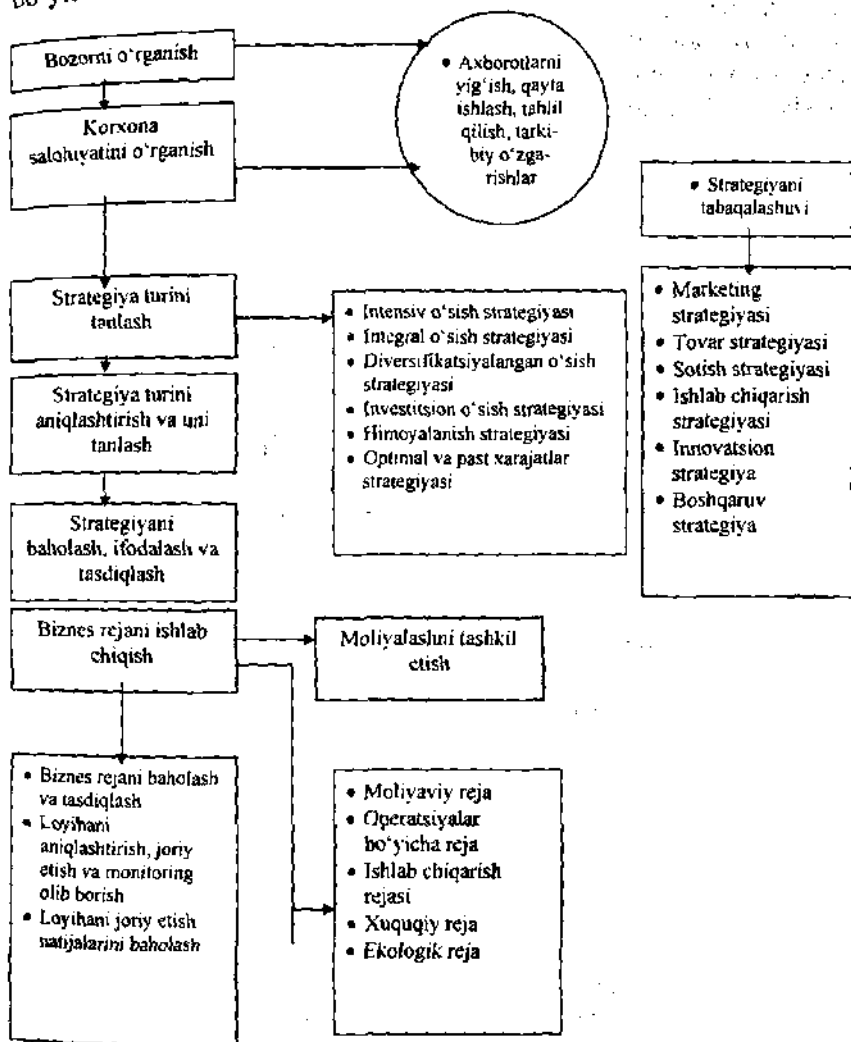 Bozorni o‘rganish
Korxona
salohiyatini o‘rganish
• Axborotlarni
yig‘ish, qayta
ishlash, tahlil
qilish, tarki-
biy o‘zga-
rishlar
• Strategiyani
tabaqalashuvi
Strategiya turini
tanlash
Strategiya turini
aniqlashtirish va uni
tanlash
Strategiyani
baholash, ifodalash va
tasdiqlash
• Intensiv o‘sish strategiyasi
• Integral o‘sish strategiyasi
• Diversifikatsiyalangan o‘sish
strategiyasi
• Investitsion o‘sish strategiyasi
• Himoyalanish strategiyasi
• Optimal va past xarajatlar
strategiyasi
• Marketing
strategiyasi
• Tovar strategiyasi
• Sotish strategiyasi
• Ishlab chiqarish
strategiyasi
• Innovatsion
strategiya
• Boshqaruv
strategiya
Biznes rejani ishlab
chiqish
Moliyalashni tashkil
etish
• Biznes rejani baholash
va tasdiqlash
• Loyihani
aniqlashtirish, joriy
etish va monitoring
olib borish
• Loyihani joriy etish
natijalarini baholash
• Moliyaviy reja
• Operatsiyalar
bo‘yicha reja
• Ishlab chiqarish
rejasi
• Xuquqiy reja
• Ekologik reja